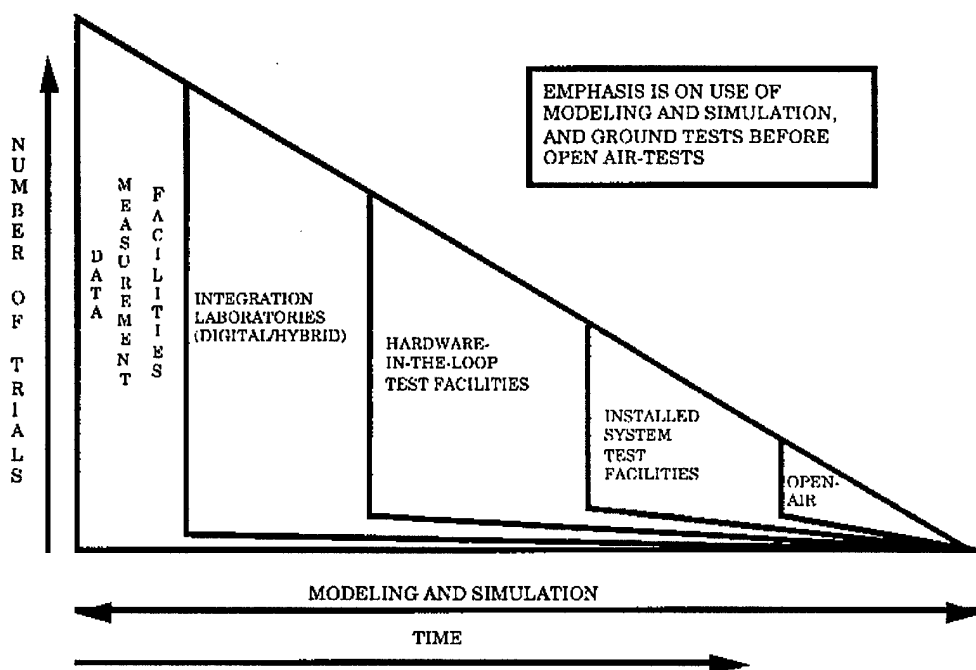 EMPHASIS IS ON USE OF
MODELING AND SIMULATION,
AND GROUND TESTS BEFORE
OPEN AIR-TESTS
NUMBER OF TRIALS
DATA
MEASUREMENT
FACILITIES
INTEGRATION
LABORATORIES
(DIGITAL/HYBRID)
HARDWARE-
IN-THE-LOOP
TEST FACILITIES
INSTALLED
SYSTEM
TEST
FACILITIES
OPEN-
AIR
MODELING AND SIMULATION
TIME